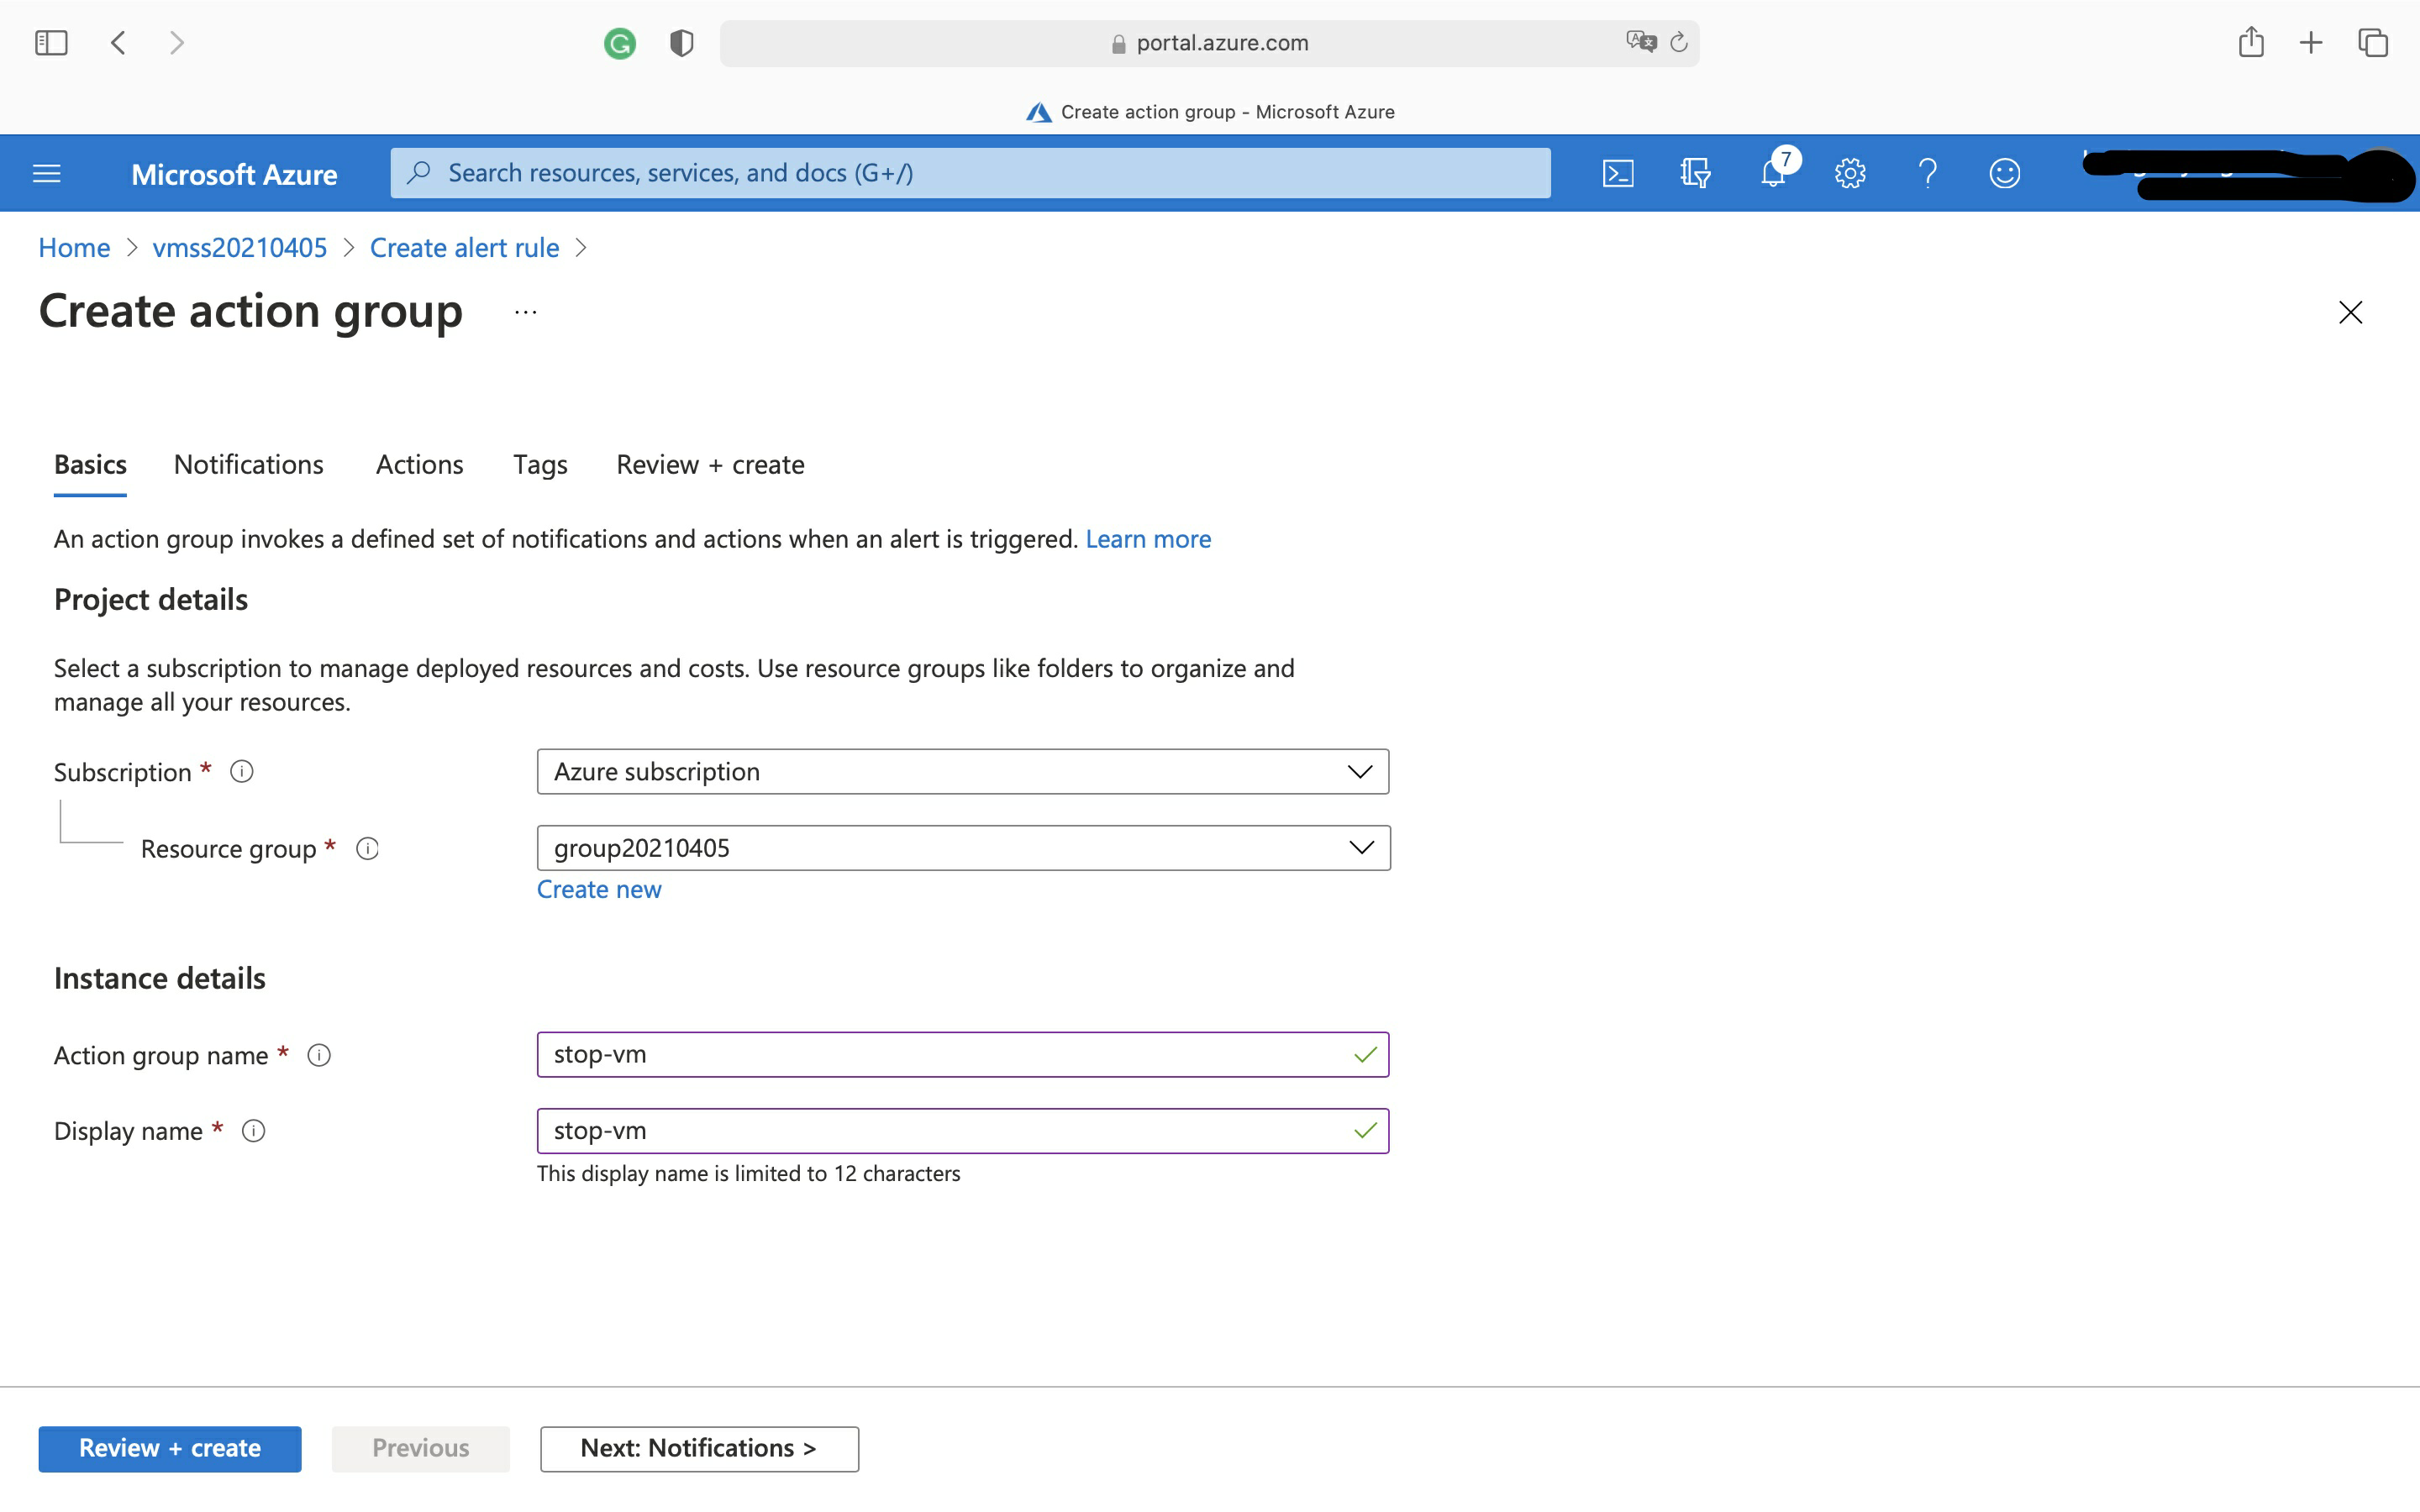 portal.azure.com
Create action group - Microsoft Azure
Microsoft Azure
Search resources, services, and docs (G+/)
7
Home > vmss20210405 > Create alert rule >
Create action group ...
Basics Notifications Actions Tags Review + create
An action group invokes a defined set of notifications and actions when an alert is triggered. Learn more
Project details
Select a subscription to manage deployed resources and costs. Use resource groups like folders to organize and
manage all your resources.
Subscription *
Azure subscription
Resource group *
group20210405
Create new
Instance details
Action group name *
stop-vm
Display name *
stop-vm
This display name is limited to 12 characters
Review + create Previous Next: Notifications >